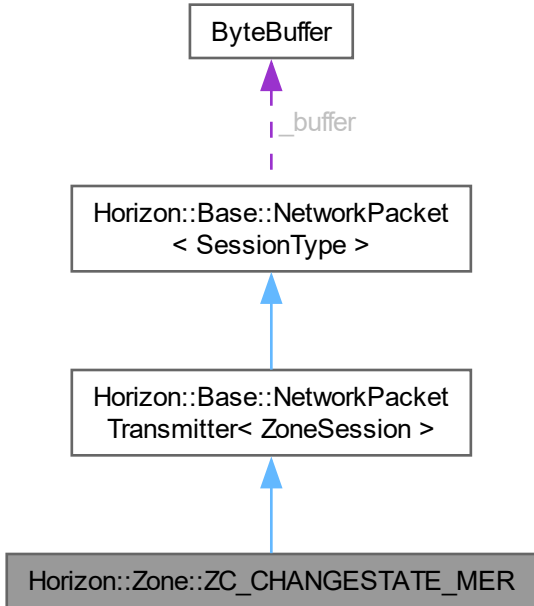 ByteBuffer
_buffer
Horizon::Base::NetworkPacket
< SessionType >
Horizon::Base::NetworkPacket
Transmitter< ZoneSession >
Horizon::Zone::ZC_CHANGESTATE_MER